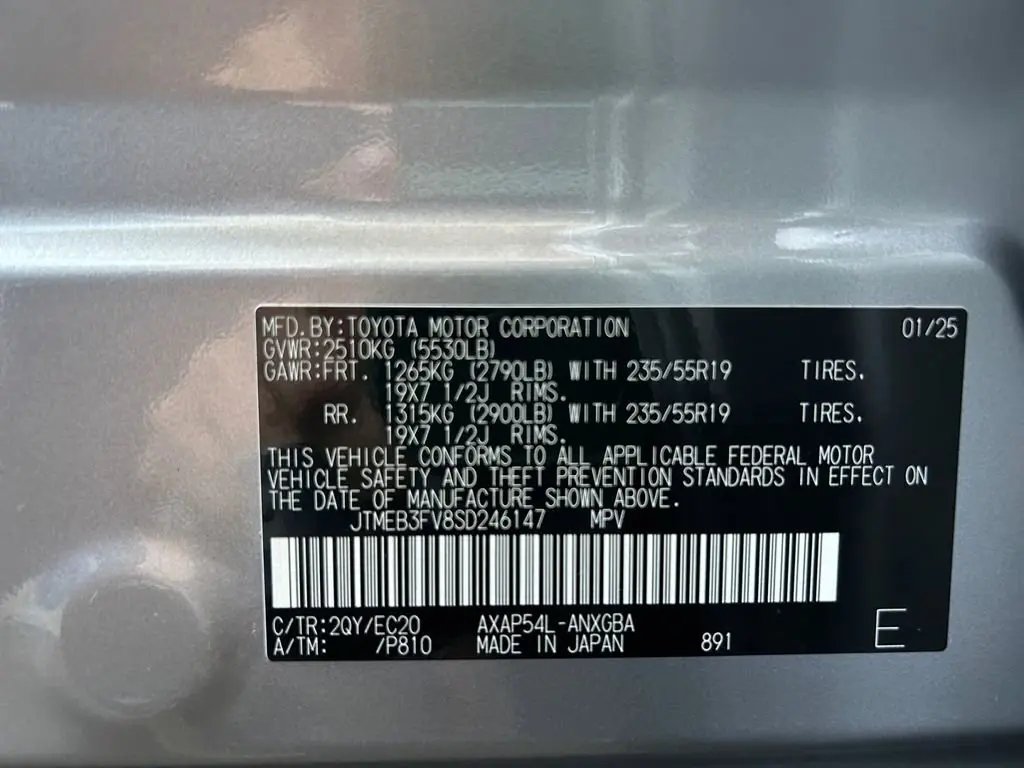 MFD.BY:TOYOTA MOTOR CORPORATION 01/25
GVWR:2510KG (5530LB)
GAWR:FRT. 1265KG (2790LB) WITH 235/55R19 TIRES.
19X7 1/2J RIMS.
RR. 1315KG (2900LB) WITH 235/55R19 TIRES.
19X7 1/2J RIMS.
THIS VEHICLE CONFORMS TO ALL APPLICABLE FEDERAL MOTOR
VEHICLE SAFETY AND THEFT PREVENTION STANDARDS IN EFFECT ON
THE DATE OF MANUFACTURE SHOWN ABOVE.
JTMEB3FV8SD246147 MPV
C/TR:2QY/EC20 AXAP54L-ANXGBA
A/TM: /P810 MADE IN JAPAN 891 E